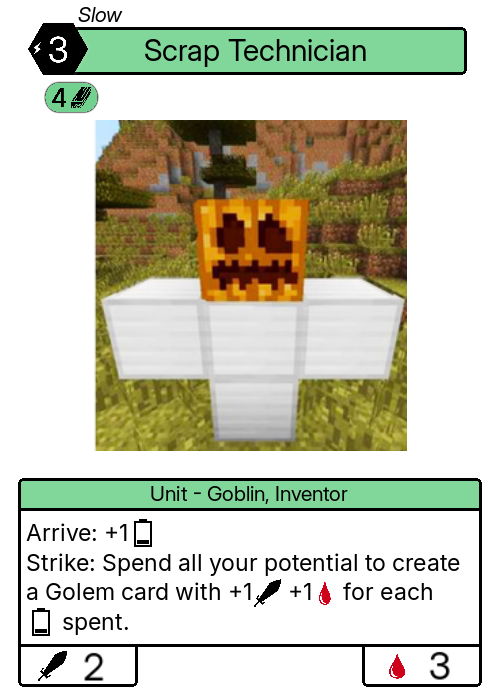 Slow
3 Scrap Technician
4
Unit - Goblin, Inventor
Arrive: +1
Strike: Spend all your potential to create
a Golem card with +1 +1 for each
spent.
2 3